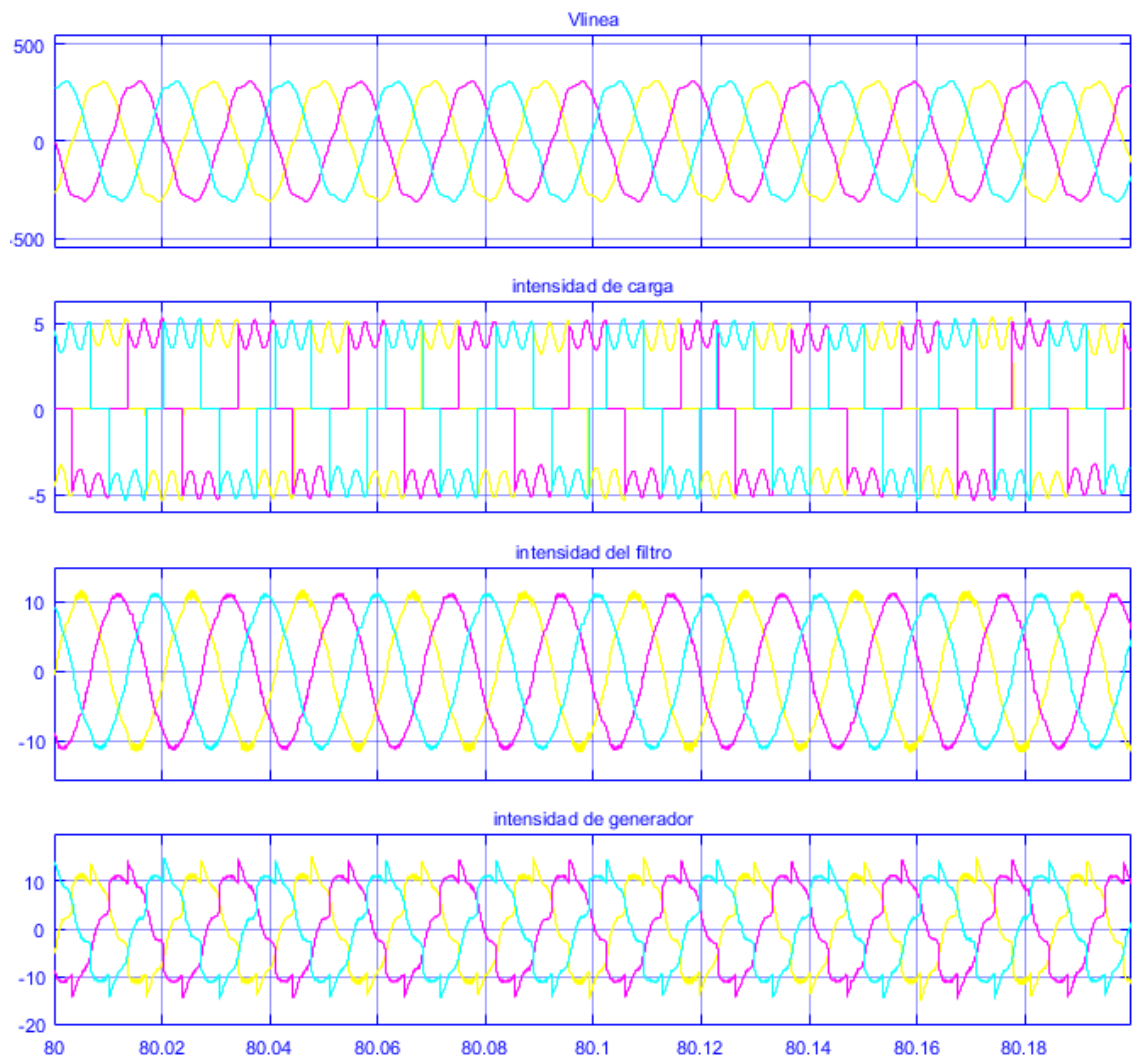 Vlinea
500
0
-500
intensidad de carga
5
0
-5
intensidad del filtro
10
0
-10
intensidad de generador
10
0
-10
-20
80 80.02 80.04 80.06 80.08 80.1 80.12 80.14 80.16 80.18